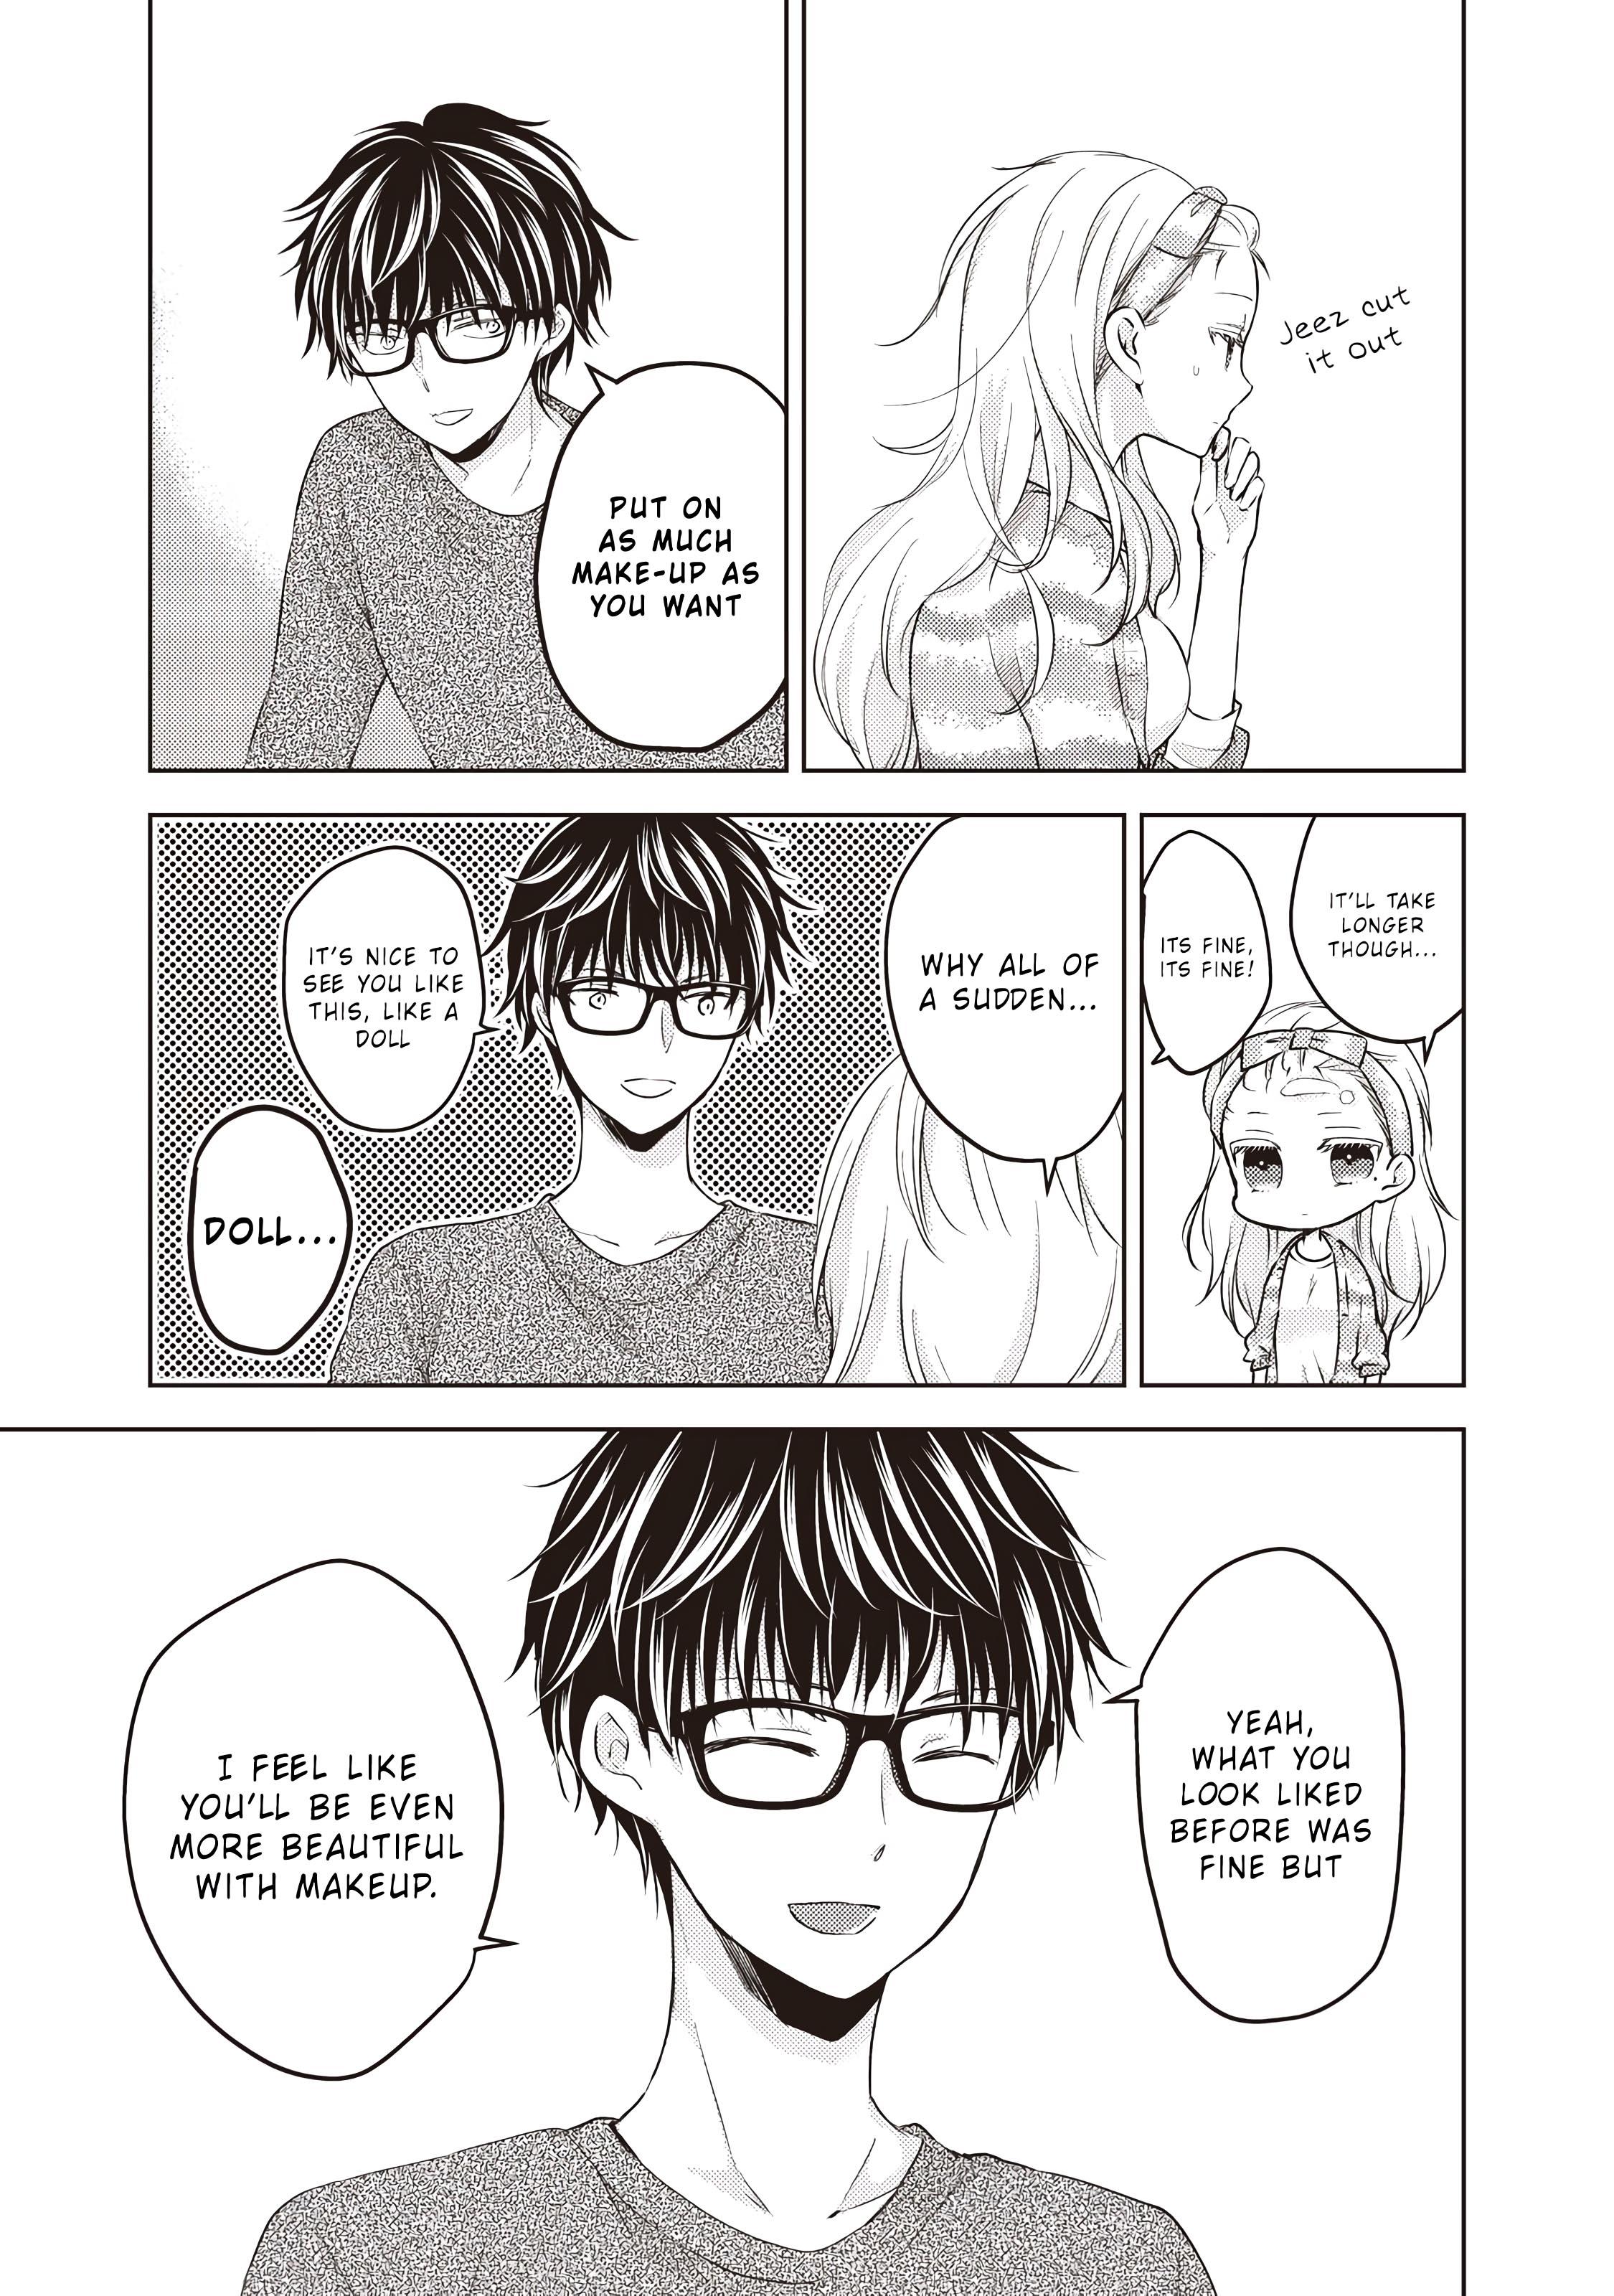 Jeez cut
it out
PUT ON
AS MUCH
MAKE-UP AS
YOU WANT
IT'LL TAKE
LONGER
THOUGH...
ITS FINE,
ITS FINE!
WHY ALL OF
A SUDDEN...
IT'S NICE TO
SEE YOU LIKE
THIS, LIKE A
DOLL
DOLL...
YEAH,
WHAT YOU
LOOK LIKED
BEFORE WAS
FINE BUT
I FEEL LIKE
YOU'LL BE EVEN
MORE BEAUTIFUL
WITH MAKEUP.